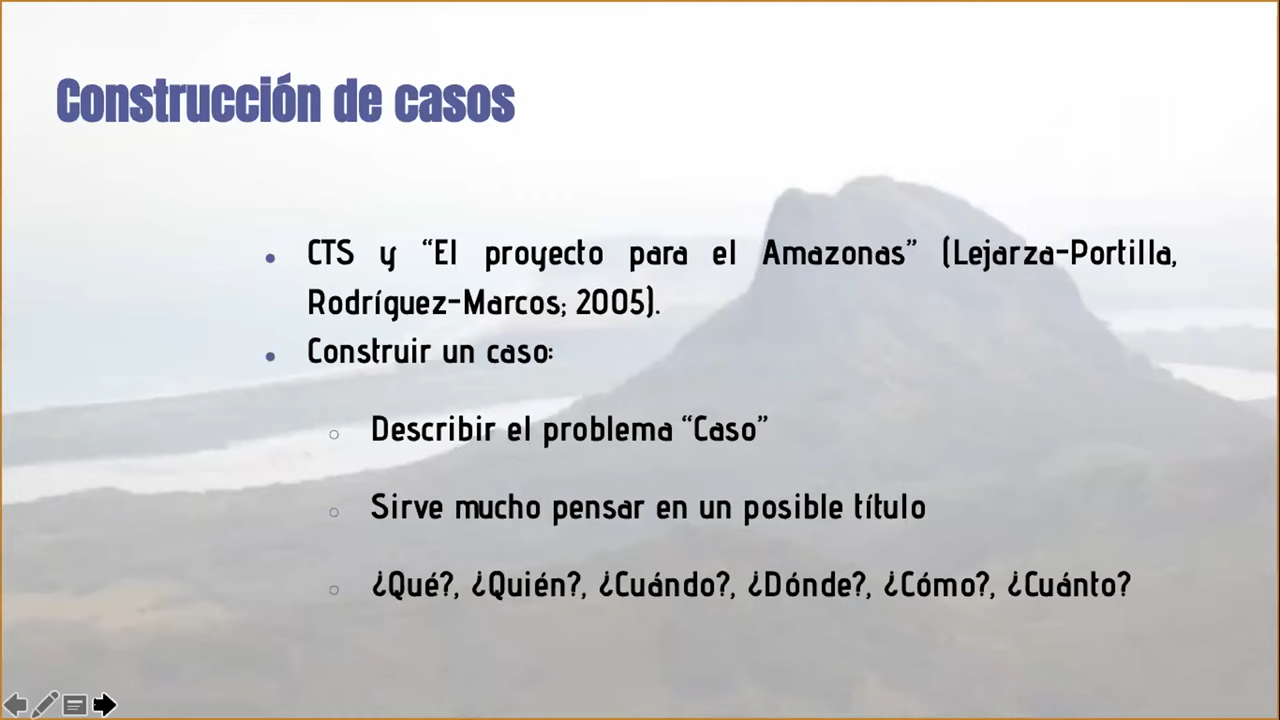 Construcción de casos
• CTS y “El proyecto para el Amazonas” (Lejarza-Portilla,
Rodríguez-Marcos; 2005).
• Construir un caso:
○ Describir el problema “Caso”
○ Sirve mucho pensar en un posible título
○ ¿Qué?, ¿Quién?, ¿Cuándo?, ¿Dónde?, ¿Cómo?, ¿Cuánto?